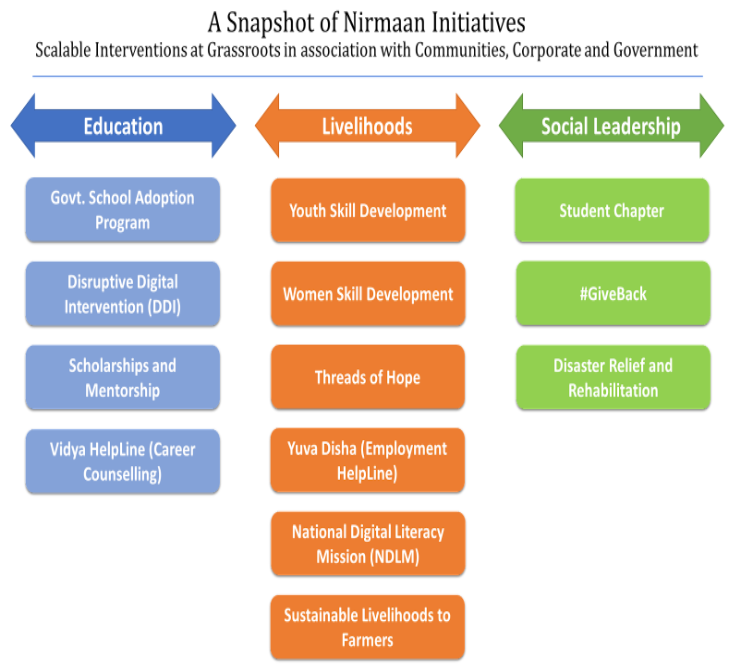 A Snapshot of Nirmaan Initiatives
Scalable Interventions at Grassroots in association with Communities, Corporate and Government
Education
Govt. School Adoption
Program
Disruptive Digital
Intervention (DDI)
Scholarships and
Mentorship
Vidya HelpLine (Career
Counselling)
Livelihoods
Youth Skill Development
Women Skill Development
Threads of Hope
Yuva Disha (Employment
HelpLine)
National Digital Literacy
Mission (NDLM)
Sustainable Livelihoods to
Farmers
Social Leadership
Student Chapter
#GiveBack
Disaster Relief and
Rehabilitation